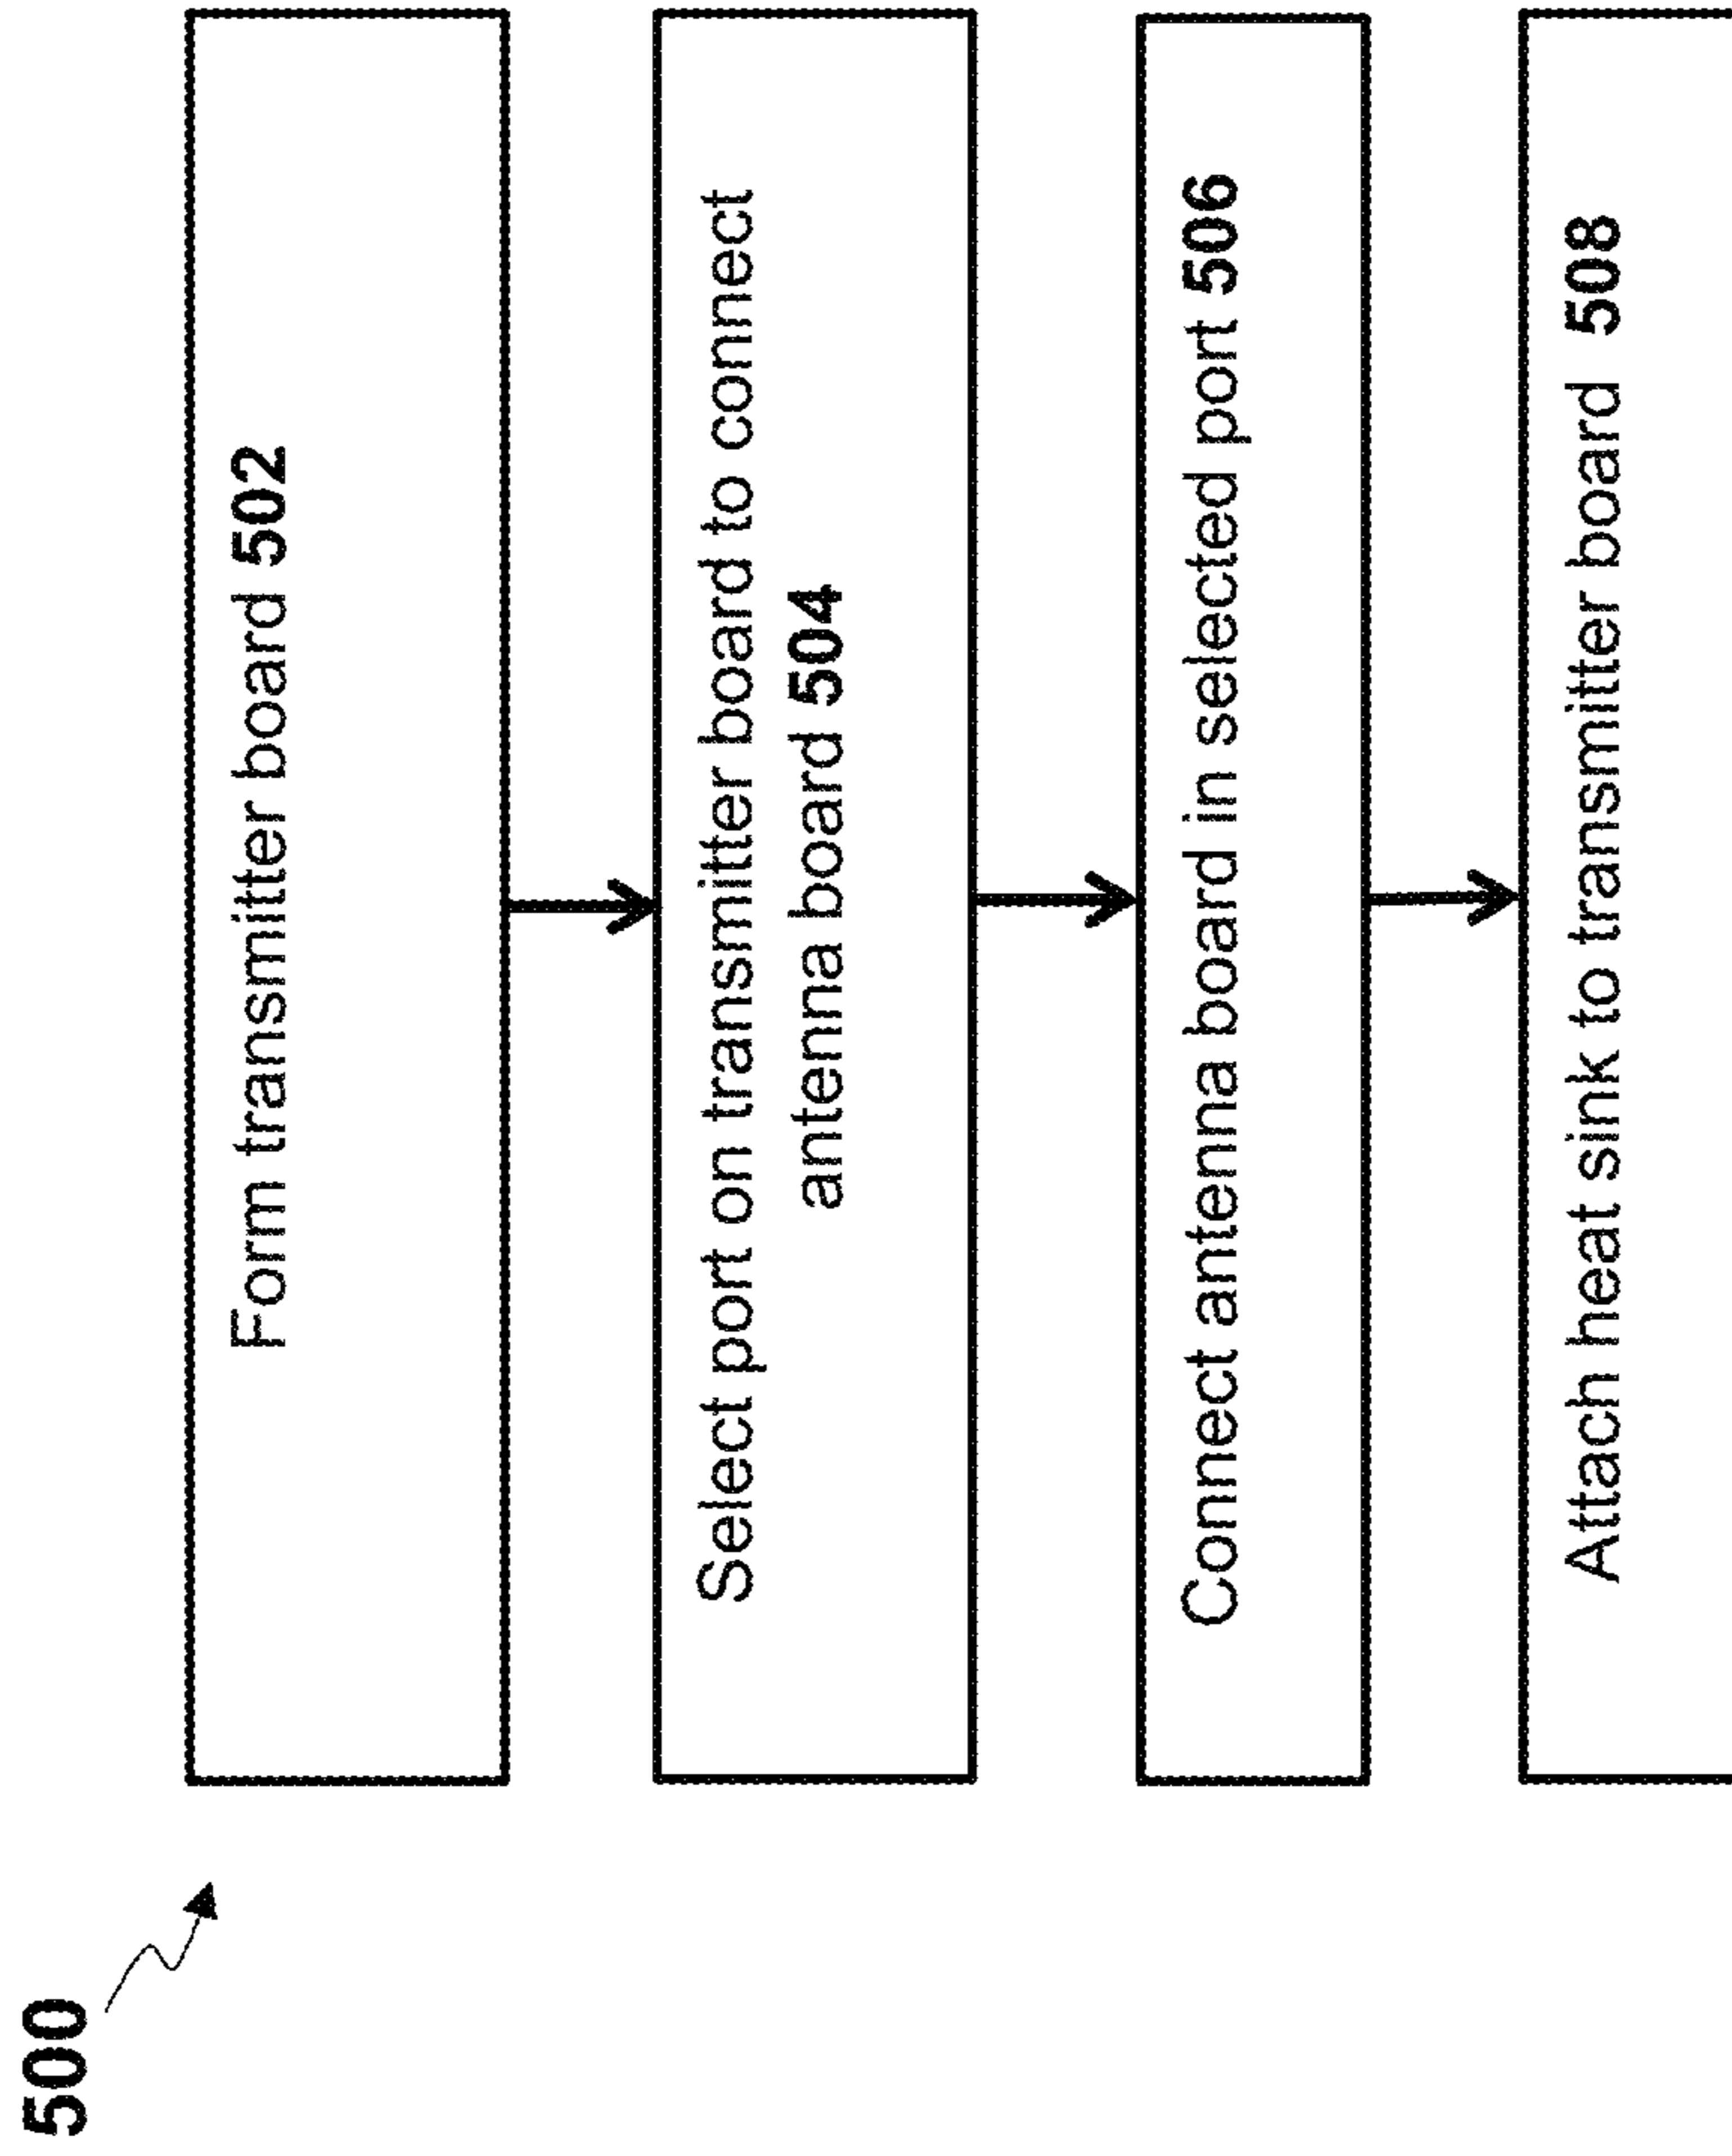 500
Form transmitter board 502
Select port on transmitter board to connect
antenna board 504
Connect antenna board in selected port 506
Attach heat sink to transmitter board 508